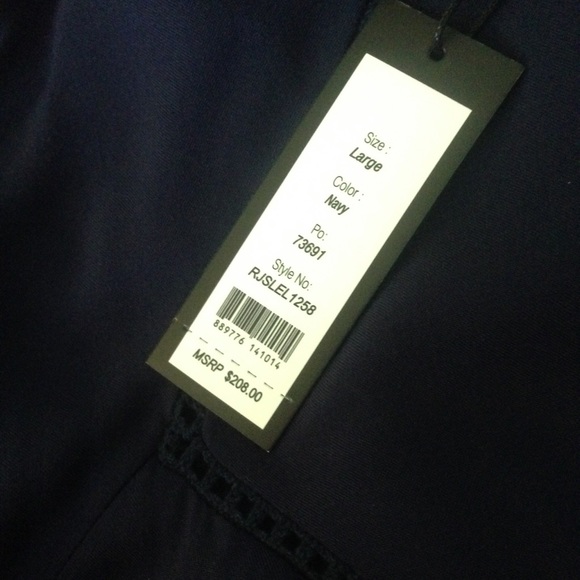 Size :
Large
Color :
Navy
Po:
73691
Style No:
RJSLEL1258
889776 141014
MSRP $208.00